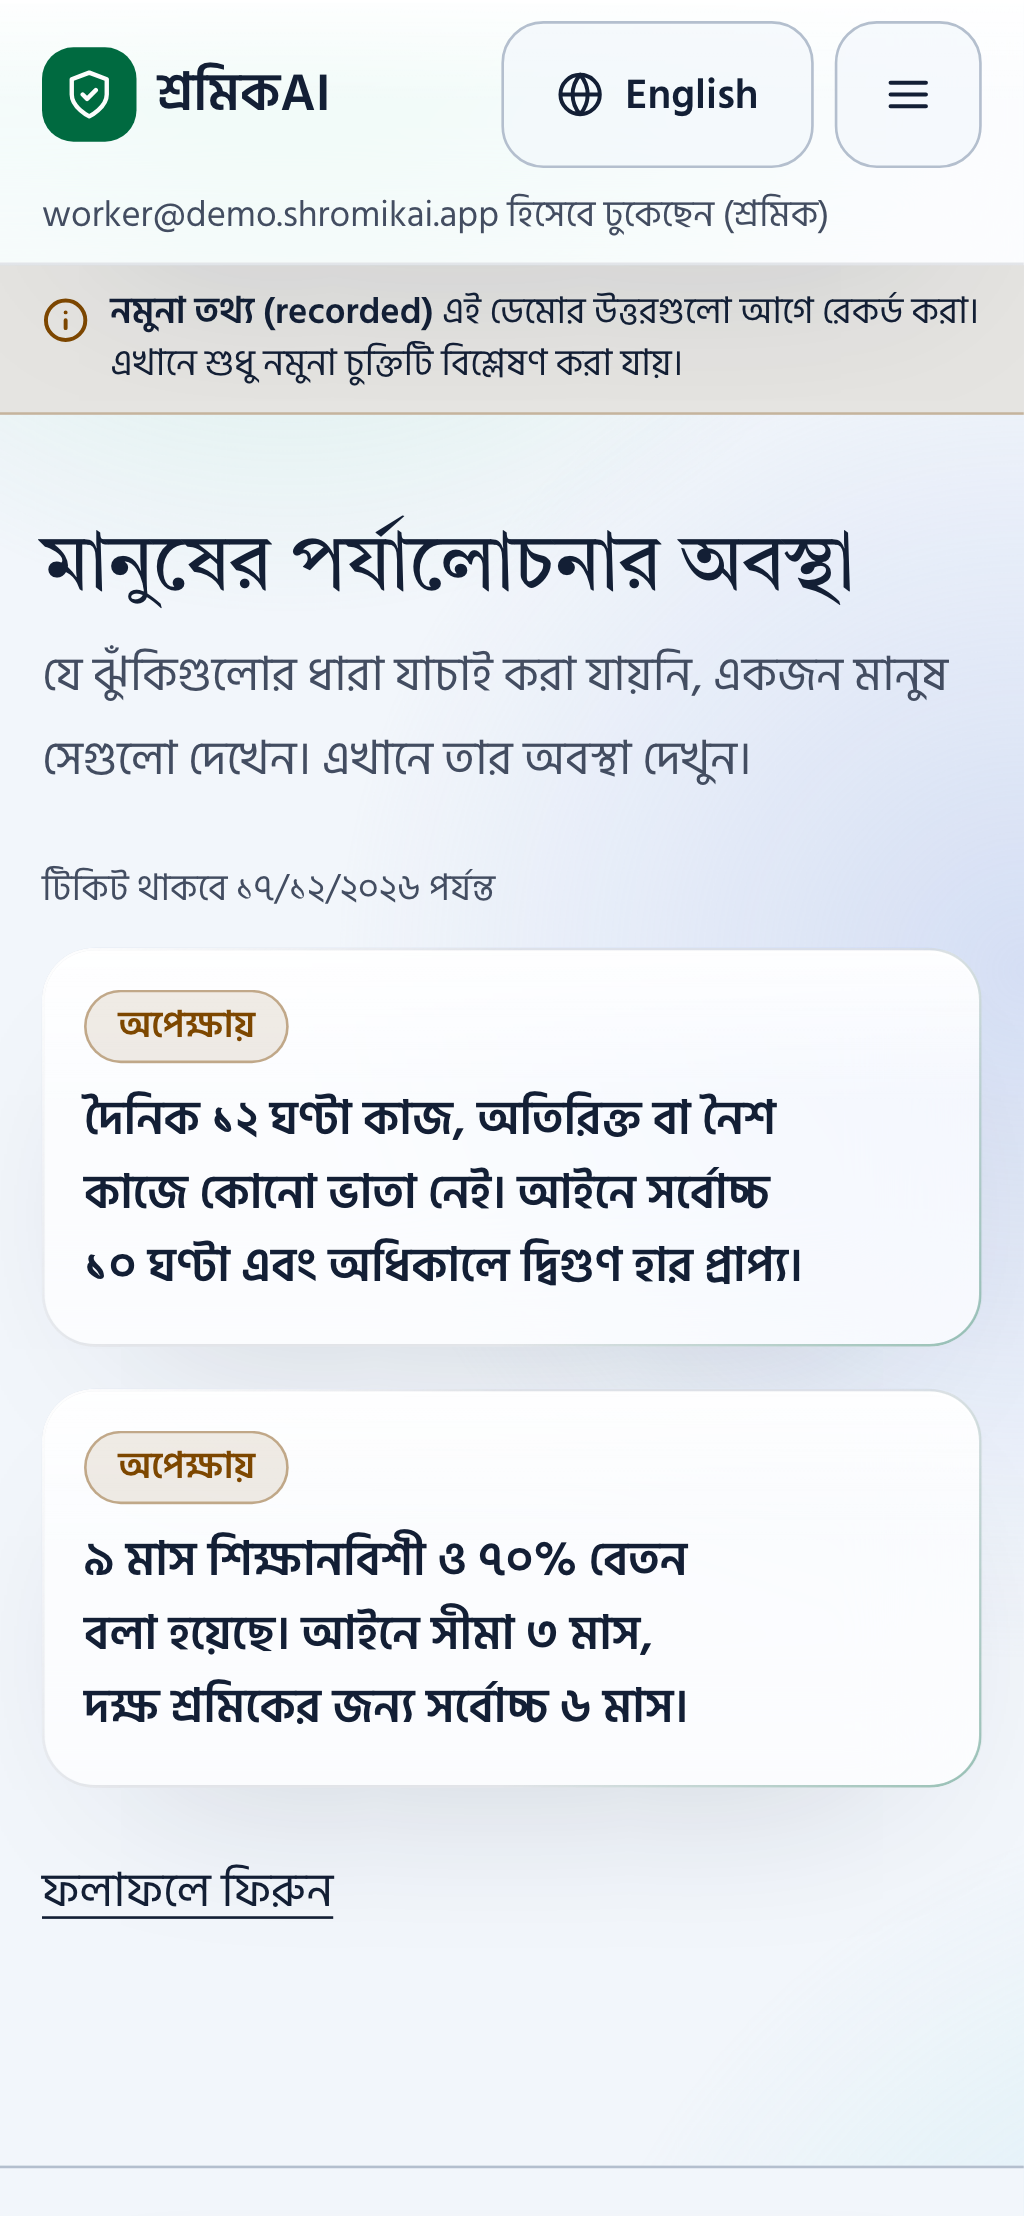 শ্রমিকAI
English
worker@demo.shromikai.app হিসেবে ঢুকেছেন (শ্রমিক)
নমুনা তথ্য (recorded) এই ডেমোর উত্তরগুলো আগে রেকর্ড করা।
এখানে শুধু নমুনা চুক্তিটি বিশ্লেষণ করা যায়।
মানুষের পর্যালোচনার অবস্থা
যে ঝুঁকিগুলোর ধারা যাচাই করা যায়নি, একজন মানুষ
সেগুলো দেখেন। এখানে তার অবস্থা দেখুন।
টিকিট থাকবে ১৭/১২/২০২৬ পর্যন্ত
অপেক্ষায়
দৈনিক ১২ ঘণ্টা কাজ, অতিরিক্ত বা নৈশ
কাজে কোনো ভাতা নেই। আইনে সর্বোচ্চ
১০ ঘণ্টা এবং অধিকালে দ্বিগুণ হার প্রাপ্য।
অপেক্ষায়
৯ মাস শিক্ষানবিশী ও ৭০% বেতন
বলা হয়েছে। আইনে সীমা ৩ মাস,
দক্ষ শ্রমিকের জন্য সর্বোচ্চ ৬ মাস।
ফলাফলে ফিরুন